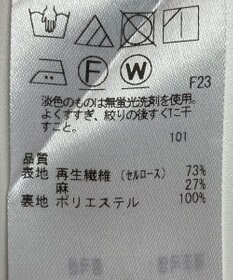 F
W
F23
淡色のものは無蛍光洗剤を使用。
よくすすぎ、絞りの後すぐに干
すこと。
101
品質
表地 再生繊維（セルロース） 73%
麻 27%
裏地 ポリエステル 100%